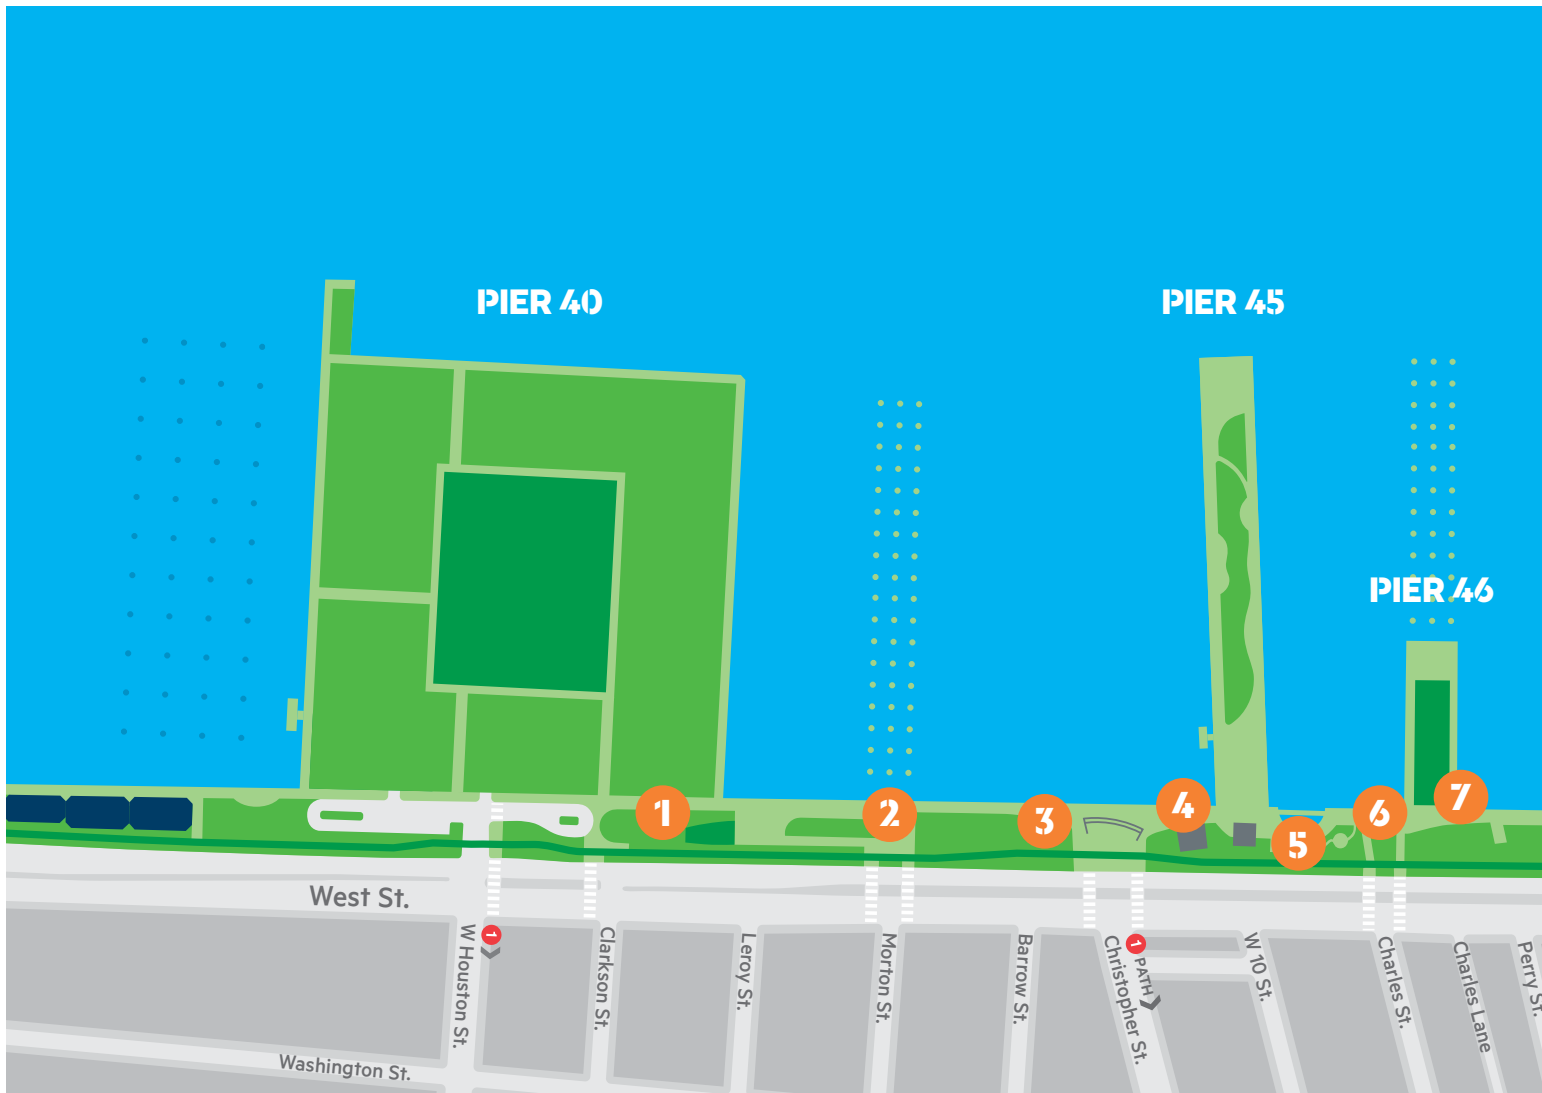 PIER 40
PIER 45
PIER 46
1
2
3
4
5
6
7
West St.
W Houston St.
1
Clarkson St.
Leroy St.
Morton St.
Barrow St.
Christopher St.
1
PATH
W 10 St.
Charles St.
Charles Lane
Perry St.
Washington St.